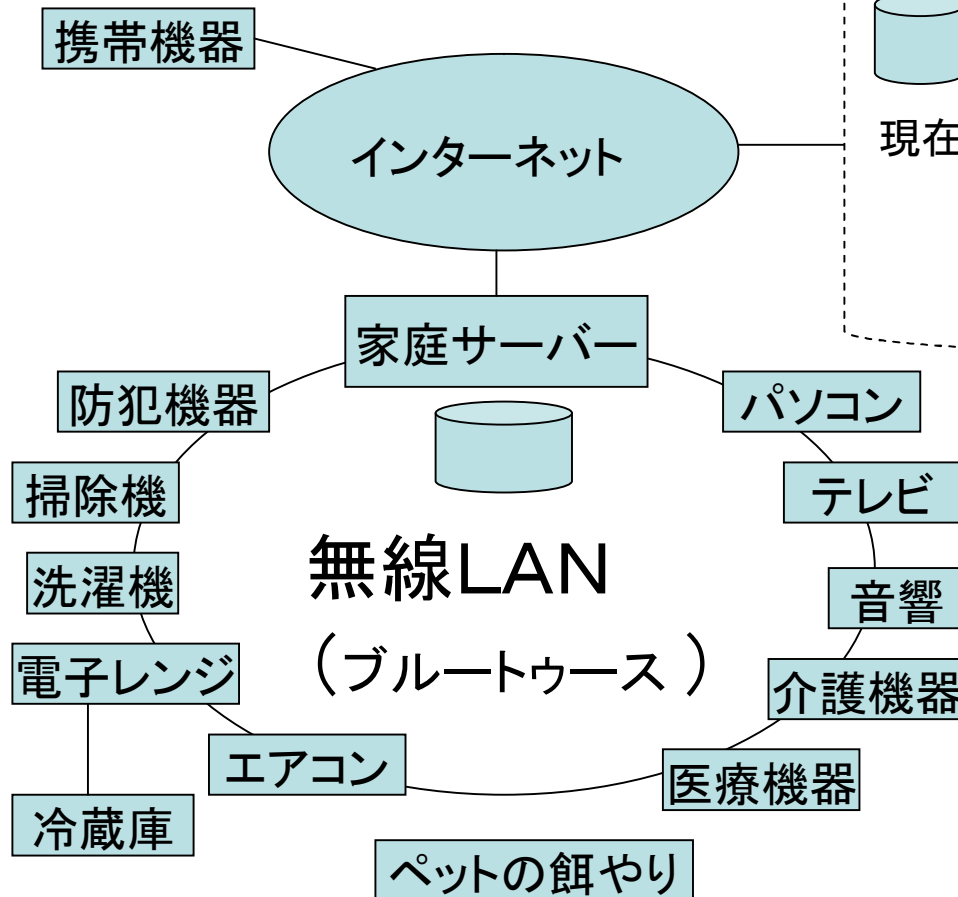 携帯機器
インターネット
現在
家庭サーバー
防犯機器
パソコン
掃除機
テレビ
無線LAN
洗濯機
音響
(ブルートゥース )
電子レンジ
介護機器
エアコン
医療機器
冷蔵庫
ペットの餌やり